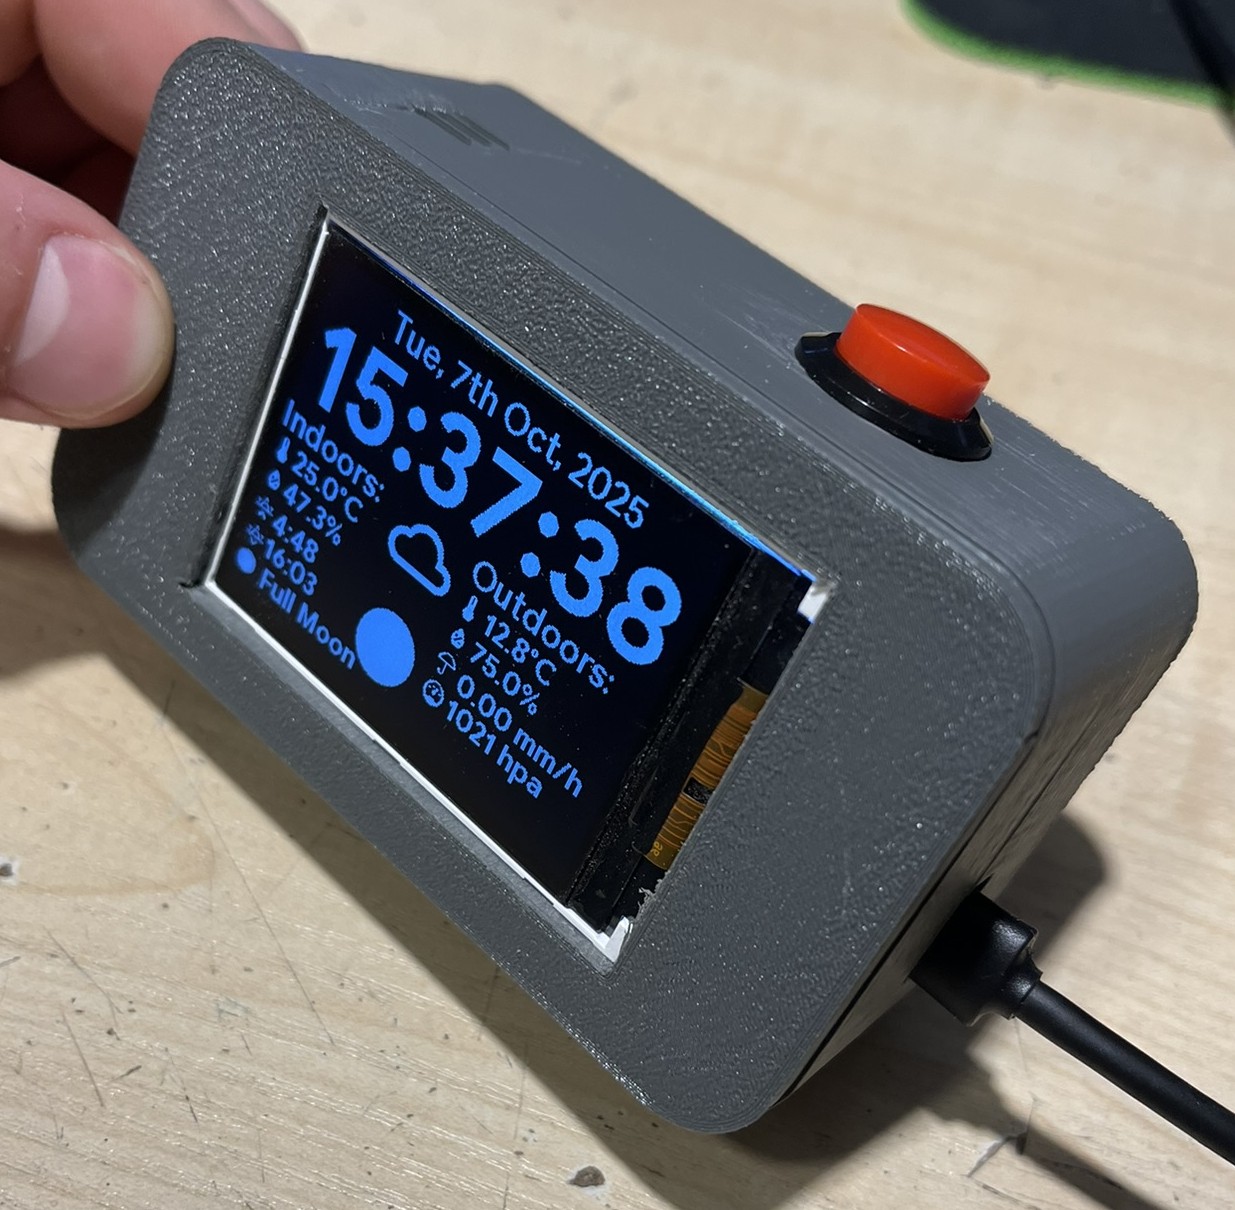 Tue, 7th Oct, 2025
15:37:38
Indoors:
25.0°C
47.3%
4:48
16:03
Full Moon
Outdoors:
12.8°C
75.0%
0.00 mm/h
1021 hpa